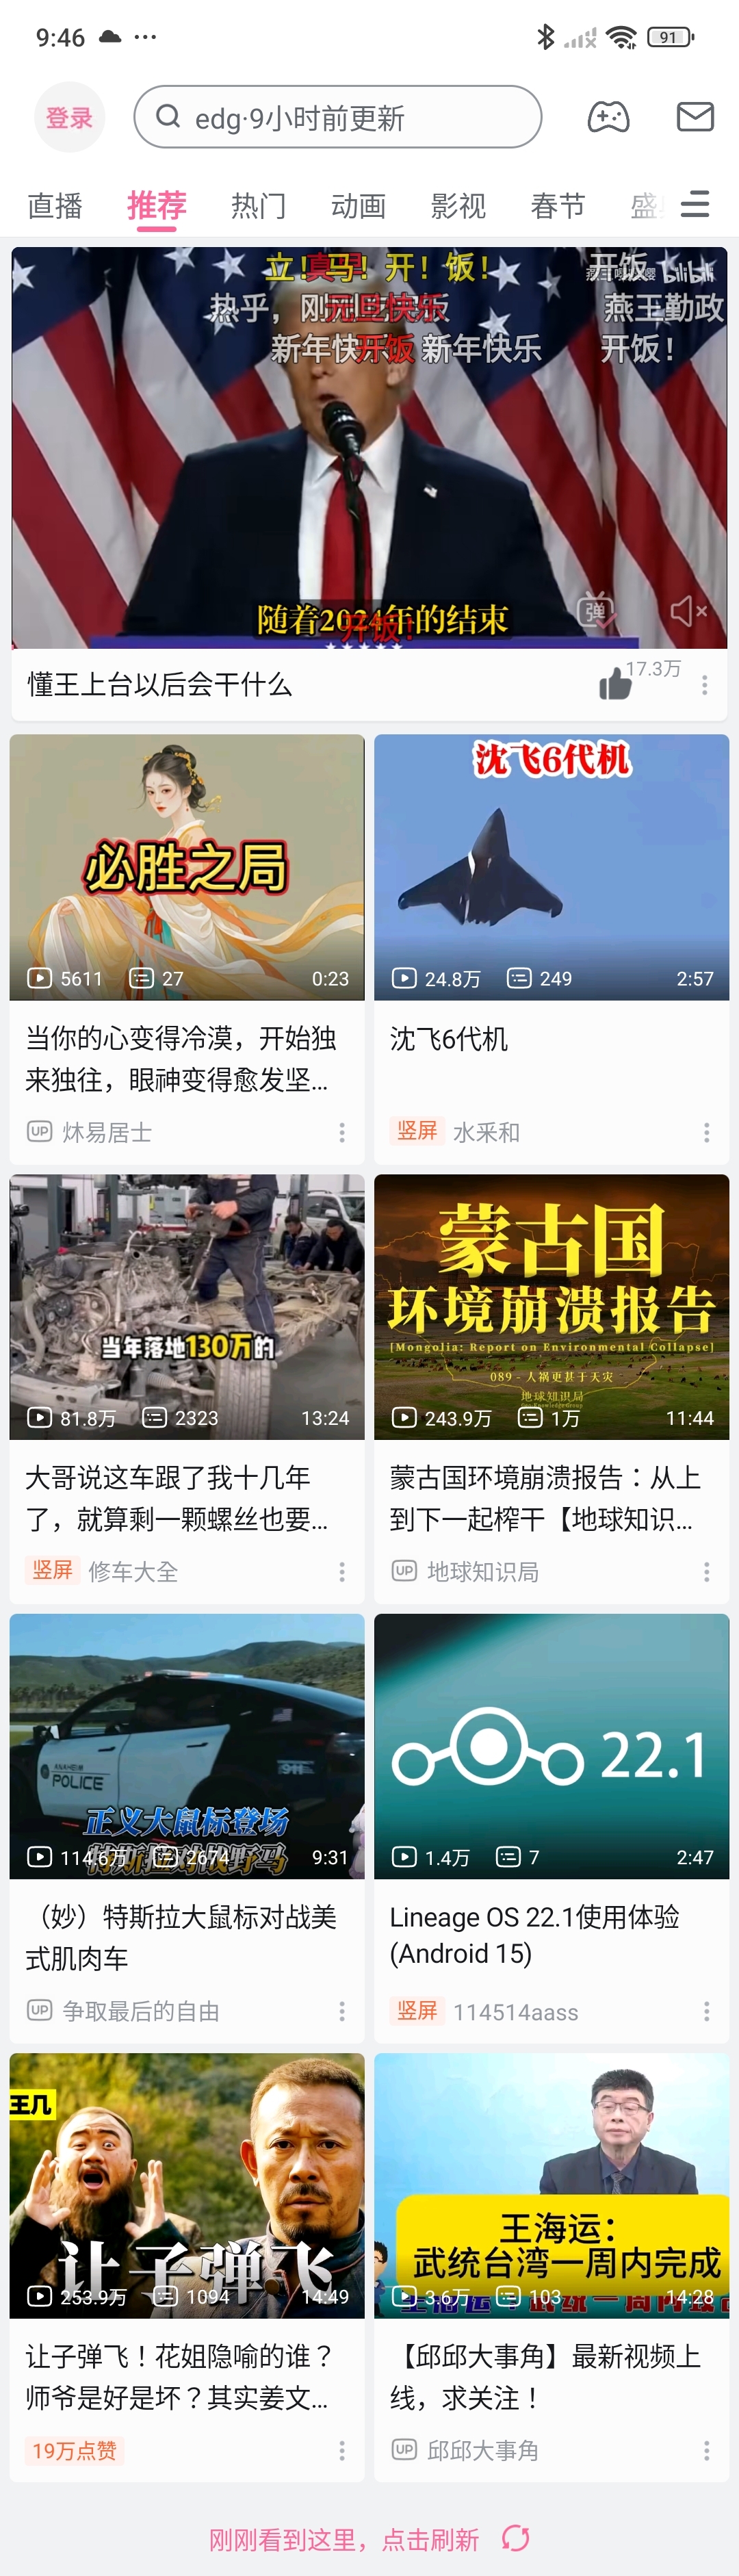 9:46
91
登录
edg·9小时前更新
直播 推荐 热门 动画 影视 春节
立！马！开！饭！
开饭
bilibili
元旦快乐
燕王勤政
新年快乐
开饭
新年快乐
开饭！
随着2024年的结束
开饭！
弹
懂王上台以后会干什么
17.3万
必胜之局
5611 27 0:23
当你的心变得冷漠，开始独
来独往，眼神变得愈发坚...
UP 炑易居士
沈飞6代机
24.8万 249 2:57
沈飞6代机
竖屏 水釆和
当年落地130万的
81.8万 2323 13:24
大哥说这车跟了我十几年
了，就算剩一颗螺丝也要...
竖屏 修车大全
蒙古国
环境崩溃报告
[Mongolia: Report on Environmental Collapse]
089 - 人祸更甚于天灾
地球知识局
243.9万 1万 11:44
蒙古国环境崩溃报告：从上
到下一起榨干【地球知识...
UP 地球知识局
ANAHEIM
POLICE
911
正义大鼠标登场
特斯拉对战野马
114.6万 2674 9:31
（妙）特斯拉大鼠标对战美
式肌肉车
UP 争取最后的自由
22.1
1.4万 7 2:47
Lineage OS 22.1使用体验
(Android 15)
竖屏 114514aass
王几
让子弹飞
253.9万 1094 14:49
让子弹飞！花姐隐喻的谁？
师爷是好是坏？其实姜文...
19万点赞
王海运：
武统台湾一周内完成
3.6万 103 14:28
【邱邱大事角】最新视频上
线，求关注！
UP 邱邱大事角
刚刚看到这里，点击刷新